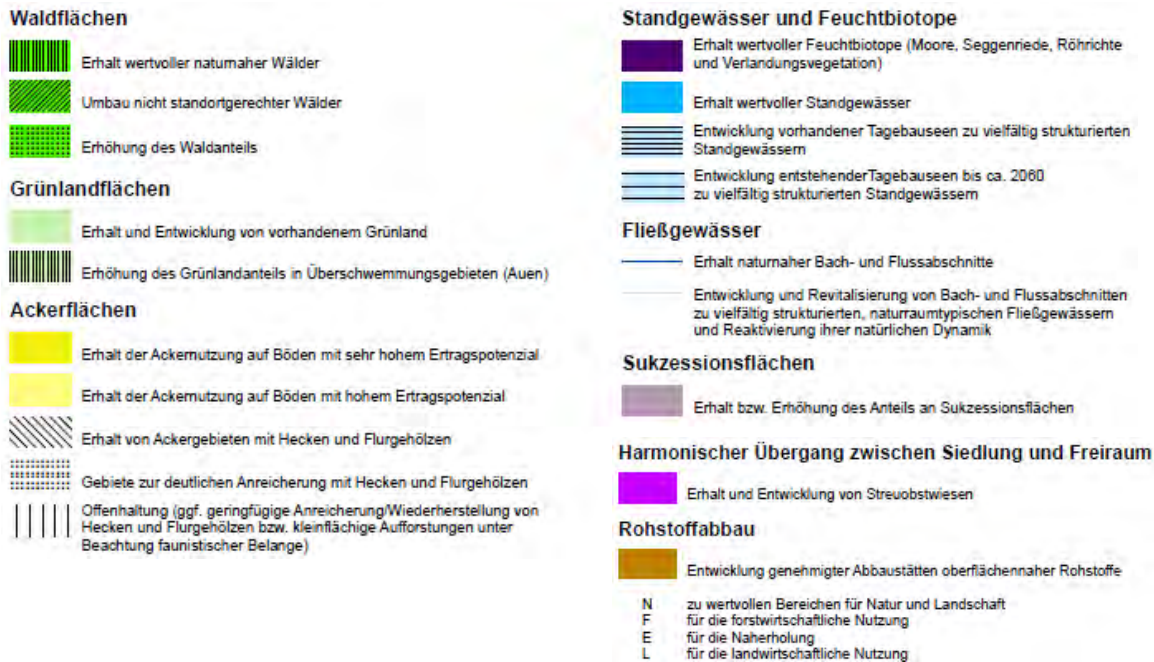 Waldflächen
Erhalt wertvoller naturnaher Wälder
Umbau nicht standortgerechter Wälder
Erhöhung des Waldanteils
Grünlandflächen
Erhalt und Entwicklung von vorhandenem Grünland
Erhöhung des Grünlandanteils in Überschwemmungsgebieten (Auen)
Ackerflächen
Erhalt der Ackernutzung auf Böden mit sehr hohem Ertragspotenzial
Erhalt der Ackernutzung auf Böden mit hohem Ertragspotenzial
Erhalt von Ackergebieten mit Hecken und Flurgehölzen
Gebiete zur deutlichen Anreicherung mit Hecken und Flurgehölzen
Offenhaltung (ggf. geringfügige Anreicherung/Wiederherstellung von
Hecken und Flurgehölzen bzw. kleinflächige Aufforstungen unter
Beachtung faunistischer Belange)
Standgewässer und Feuchtbiotope
Erhalt wertvoller Feuchtbiotope (Moore, Seggenriede, Röhrichte
und Verlandungsvegetation)
Erhalt wertvoller Standgewässer
Entwicklung vorhandener Tagebauseen zu vielfältig strukturierten
Standgewässern
Entwicklung entstehenderTagebauseen bis ca. 2060
zu vielfältig strukturierten Standgewässern
Fließgewässer
Erhalt naturnaher Bach- und Flussabschnitte
Entwicklung und Revitalisierung von Bach- und Flussabschnitten
zu vielfältig strukturierten, naturraumtypischen Fließgewässern
und Reaktivierung ihrer natürlichen Dynamik
Sukzessionsflächen
Erhalt bzw. Erhöhung des Anteils an Sukzessionsflächen
Harmonischer Übergang zwischen Siedlung und Freiraum
Erhalt und Entwicklung von Streuobstwiesen
Rohstoffabbau
Entwicklung genehmigter Abbaustätten oberflächennaher Rohstoffe
N zu wertvollen Bereichen für Natur und Landschaft
F für die forstwirtschaftliche Nutzung
E für die Naherholung
L für die landwirtschaftliche Nutzung